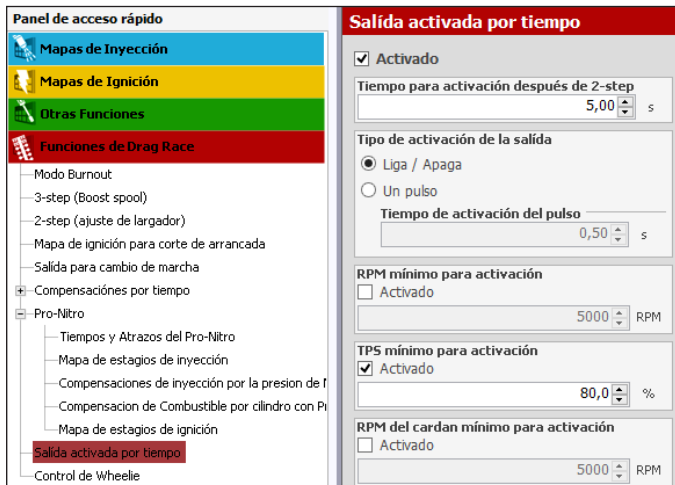 Panel de acceso rápido
Mapas de Inyección
Mapas de Ignición
Otras Funciones
Funciones de Drag Race
Modo Burnout
3-step (Boost spool)
2-step (ajuste de largador)
Mapa de ignición para corte de arrancada
Salída para cambio de marcha
Compensaciónes por tiempo
Pro-Nitro
Tiempos y Atrazos del Pro-Nitro
Mapa de estagios de inyección
Compensaciones de inyección por la presion de
Compensacion de Combustible por cilindro con
Mapa de estagios de ignición
Salída activada por tiempo
Control de Wheelie
Salída activada por tiempo
Activado
Tiempo para activación después de 2-step
5,00 s
Tipo de activación de la salída
Liga / Apaga
Un pulso
Tiempo de activación del pulso
0,50 s
RPM mínimo para activación
Activado
5000 RPM
TPS mínimo para activación
Activado
80,0 %
RPM del cardan mínimo para activación
Activado
5000 RPM